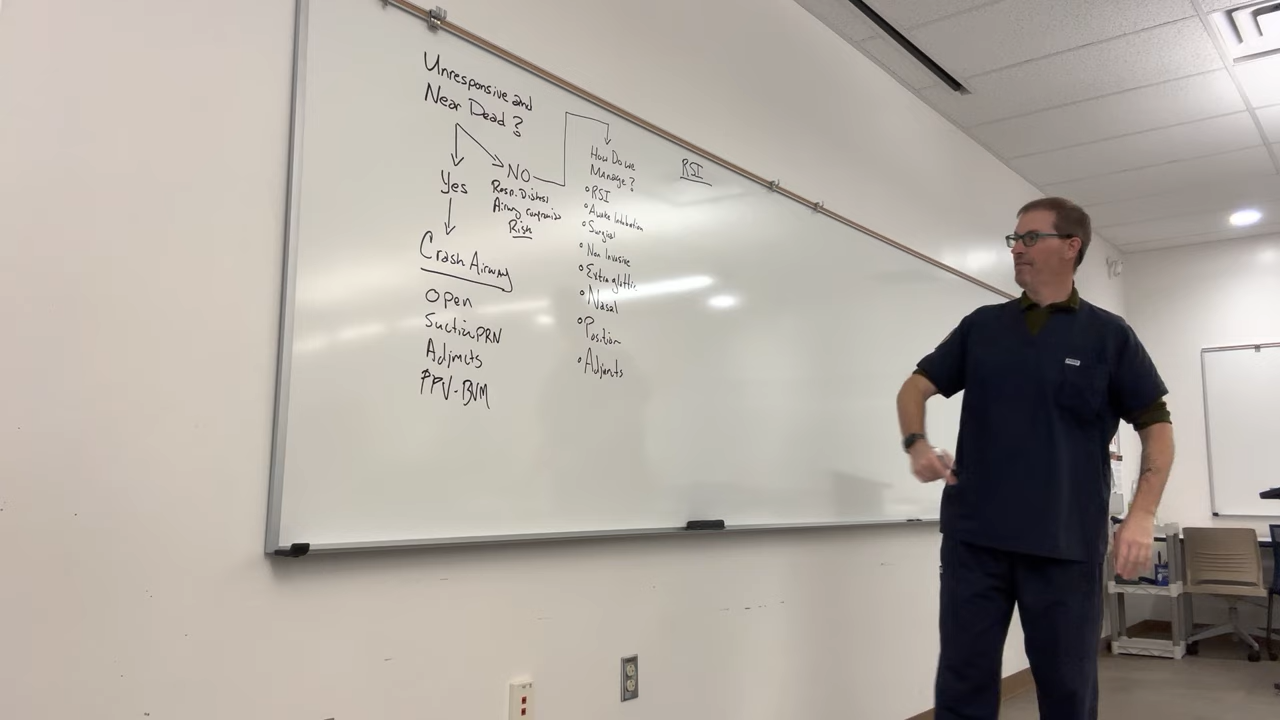 Unresponsive and
Near Dead?
Yes
Crash Airway
Open
Suction PRN
Adjuncts
PPV-BVM
NO
Resp. Distress
Airway compromise
Risk
How Do we
Manage?
• RSI
• Awake Intubation
• Surgical
• Non Invasive
• Extraglottic
• Nasal
• Position
• Adjuncts
RSI